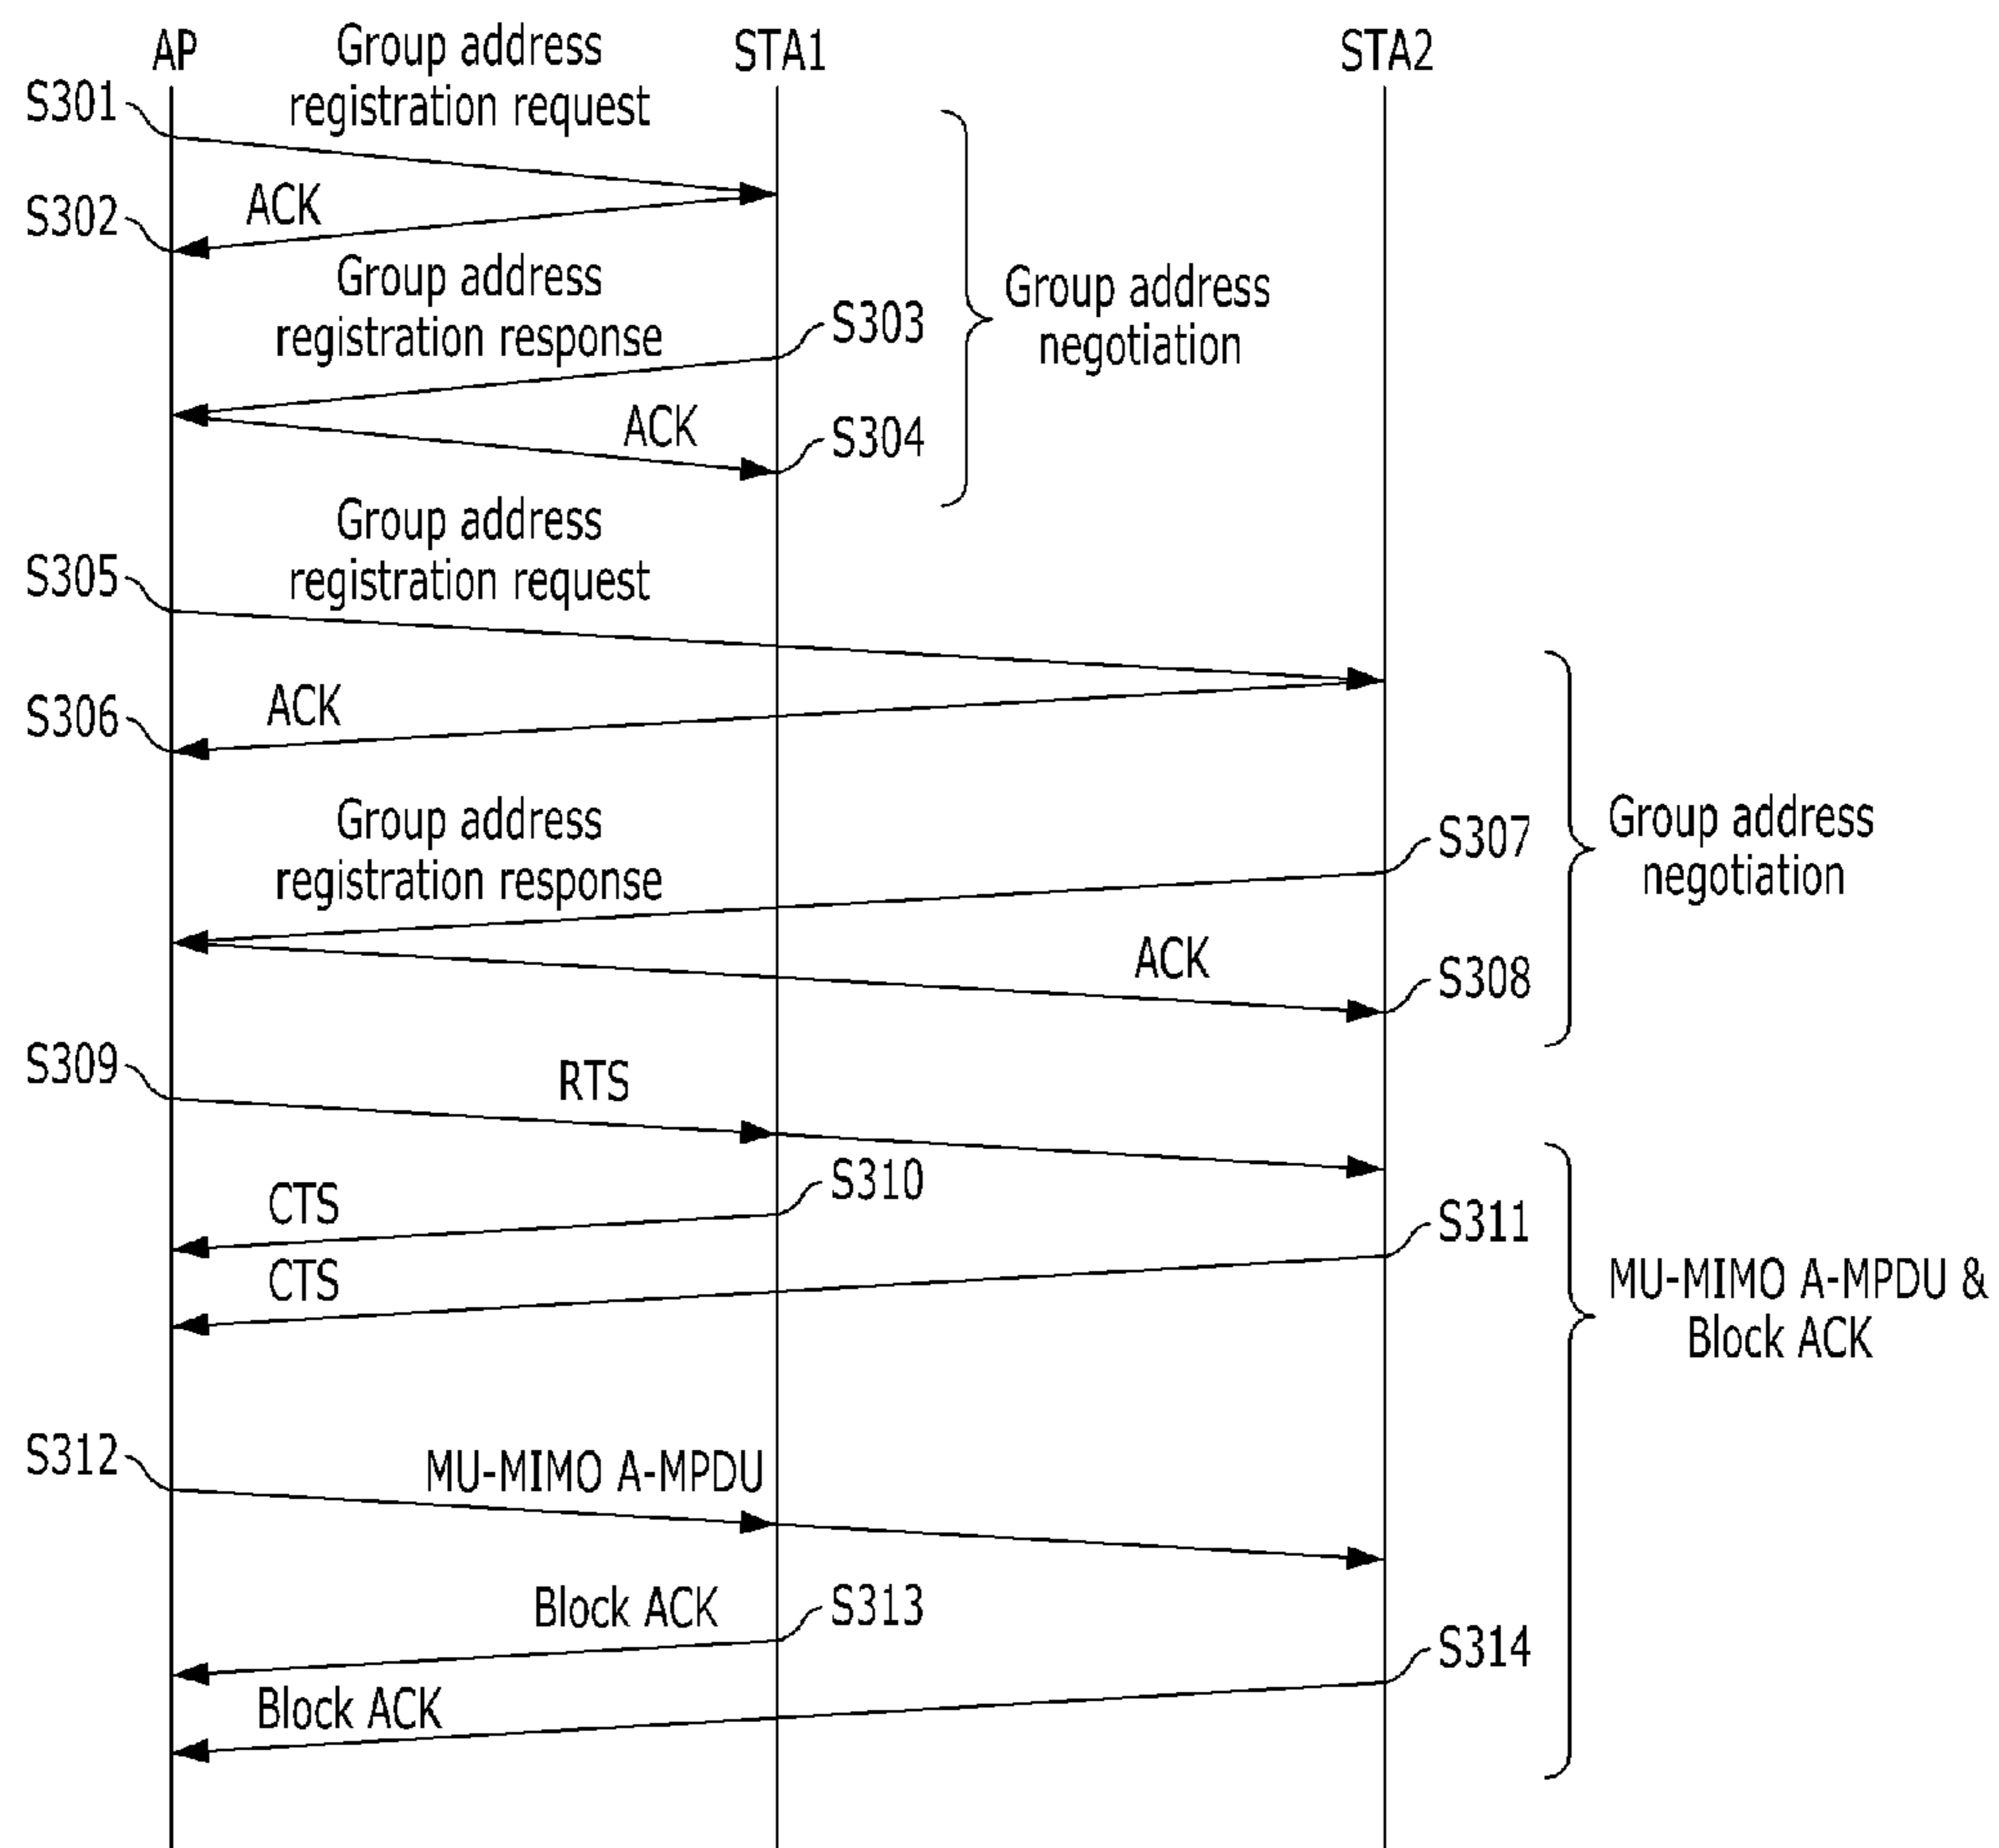 AP
Group address
registration request
STA1
STA2
S301
S302
ACK
Group address
registration response
S303
Group address
negotiation
ACK
S304
Group address
registration request
S305
ACK
S306
Group address
registration response
S307
Group address
negotiation
ACK
S308
S309
RTS
CTS
S310
S311
CTS
MU-MIMO A-MPDU &
Block ACK
S312
MU-MIMO A-MPDU
Block ACK
S313
S314
Block ACK